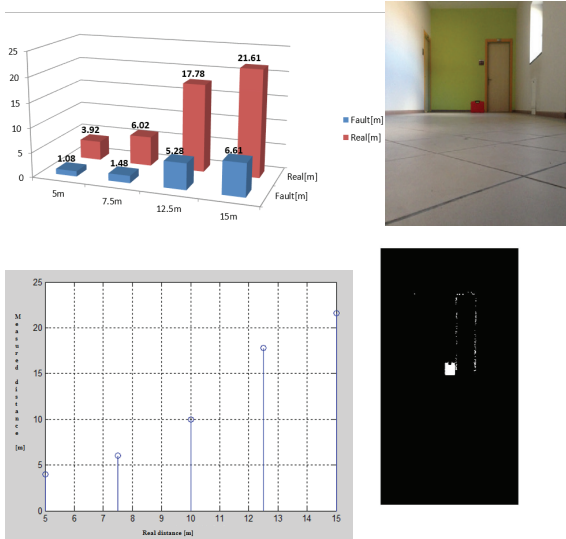 25
20
15
10
5
0
3.92
6.02
17.78
21.61
1.08
1.48
5.28
6.61
5m
7.5m
12.5m
15m
Real[m]
Fault[m]
Fault[m]
Real[m]
25
20
15
10
5
0
Measured distance [m]
5 6 7 8 9 10 11 12 13 14 15
Real distance [m]